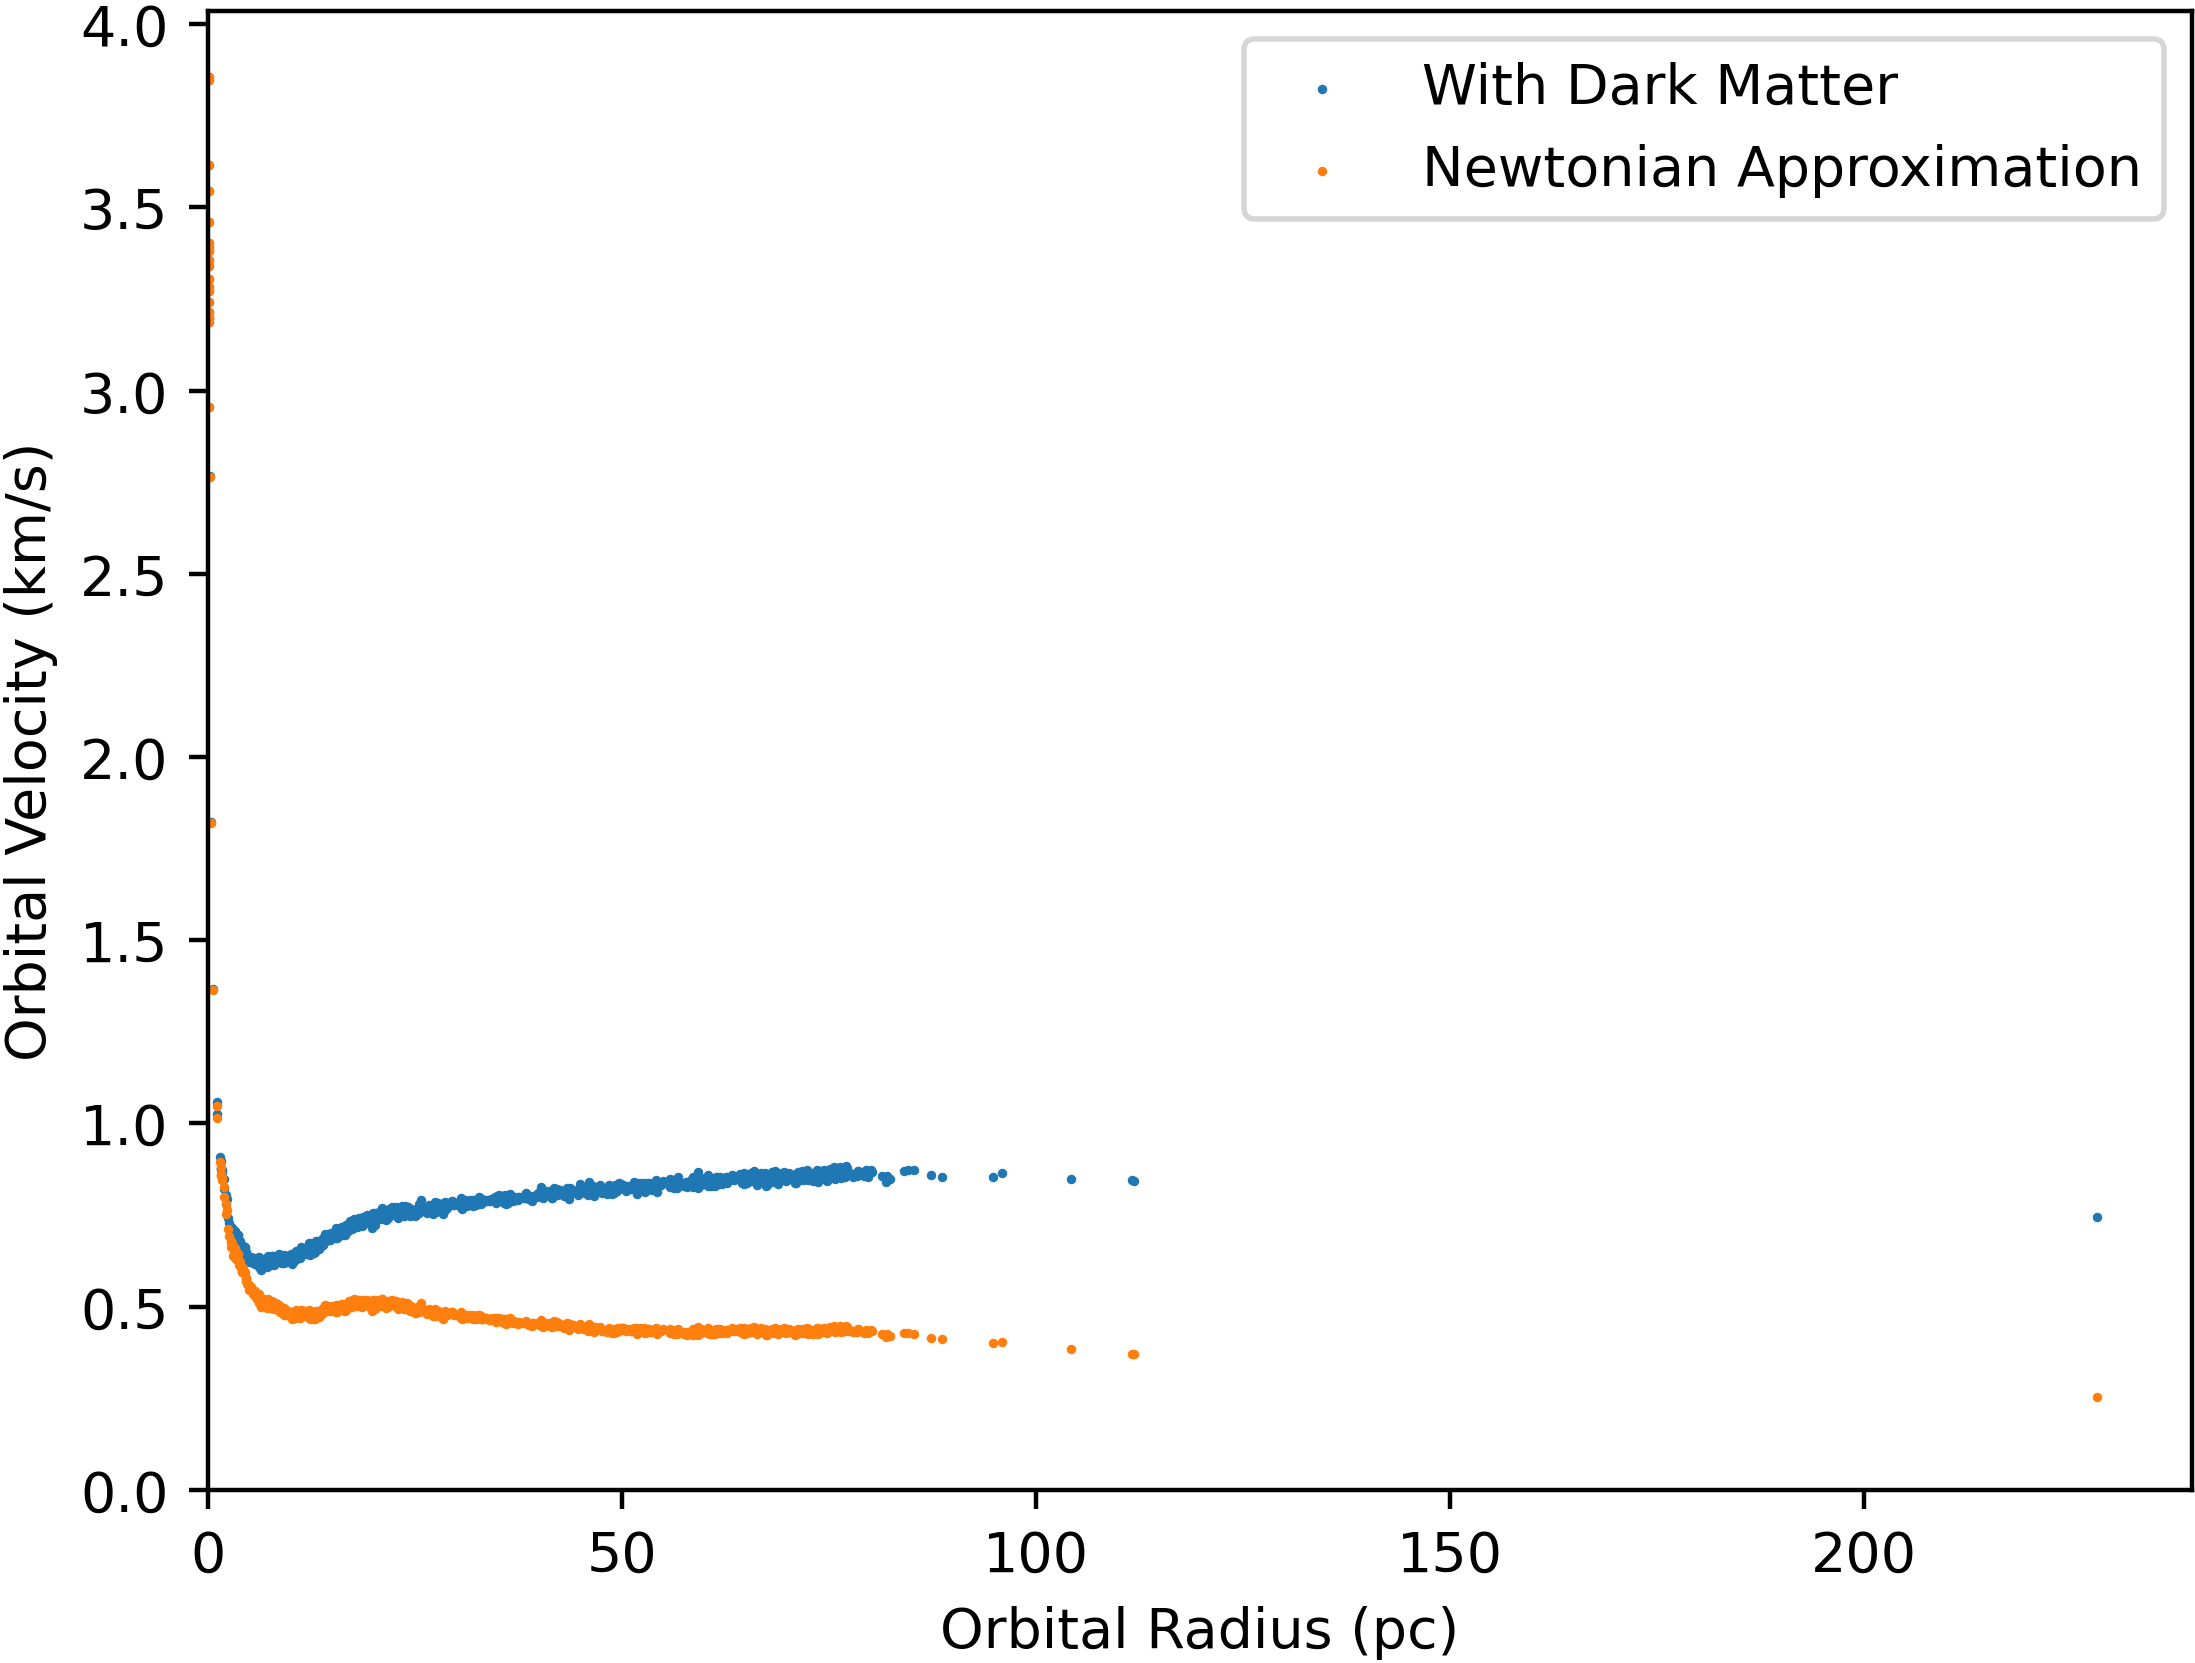 With Dark Matter
Newtonian Approximation
Orbital Velocity (km/s)
4.0
3.5
3.0
2.5
2.0
1.5
1.0
0.5
0.0
0 50 100 150 200
Orbital Radius (pc)